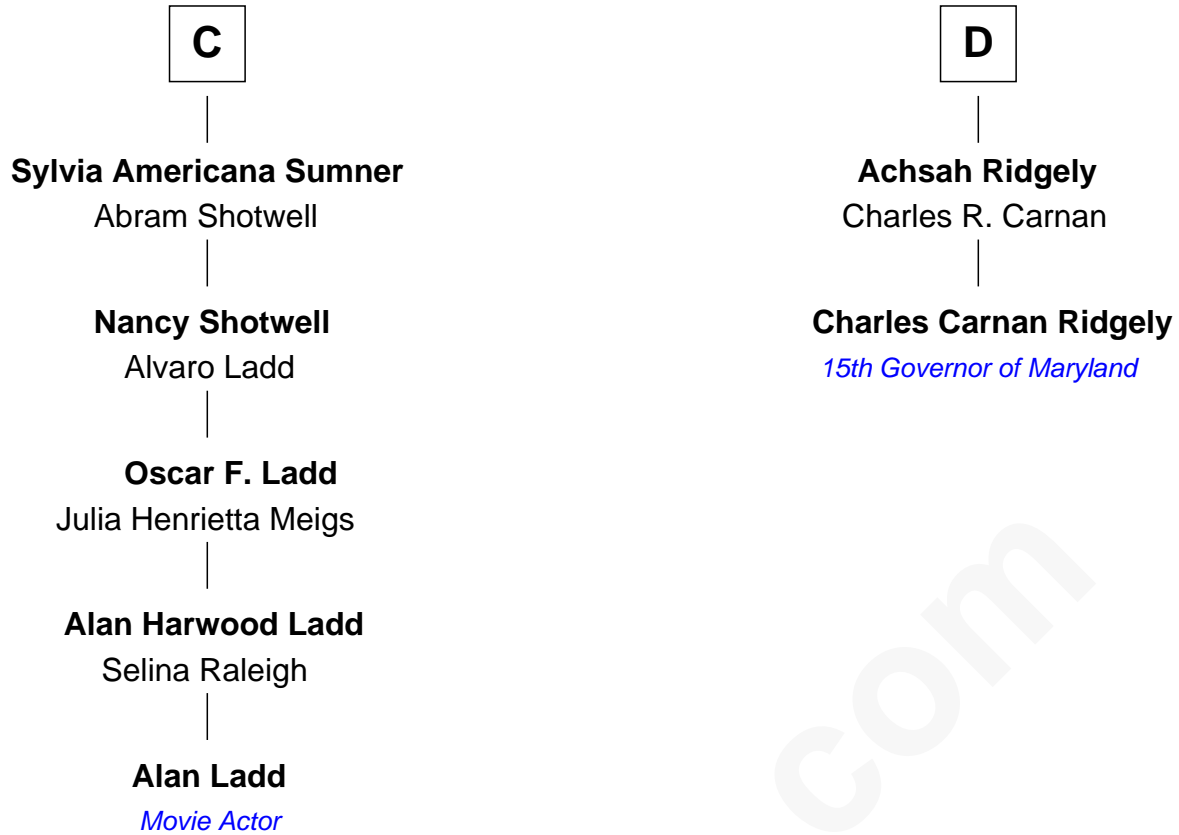 C
Sylvia Americana Sumner
Abram Shotwell
Nancy Shotwell
Alvaro Ladd
Oscar F. Ladd
Julia Henrietta Meigs
Alan Harwood Ladd
Selina Raleigh
Alan Ladd
Movie Actor
D
Achsah Ridgely
Charles R. Carnan
Charles Carnan Ridgely
15th Governor of Maryland
com